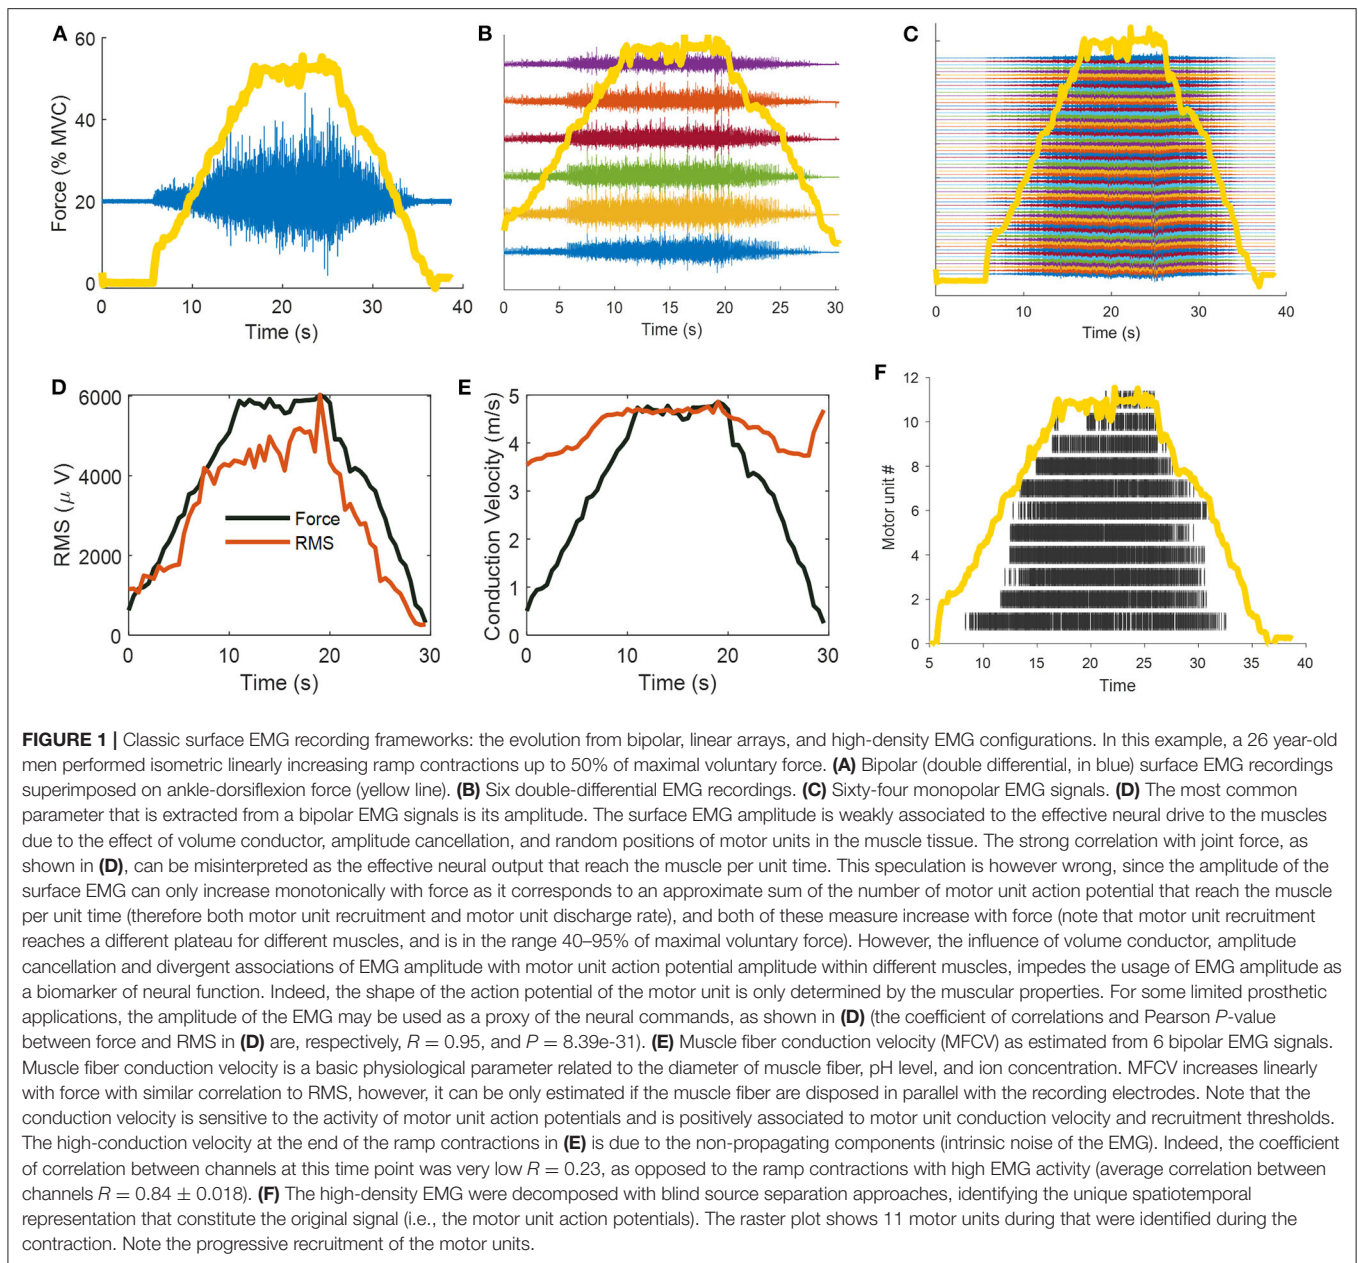 A
60
40
20
0
Force (% MVC)
0 10 20 30 40
Time (s)
B
0 5 10 15 20 25 30
Time (s)
C
0 10 20 30 40
Time (s)
D
6000
4000
2000
0
RMS (μ V)
Force
RMS
0 10 20 30
Time (s)
E
5
4
3
2
1
0
Conduction Velocity (m/s)
0 10 20 30
Time (s)
F
12
10
8
6
4
2
0
Motor unit #
5 10 15 20 25 30 35 40
Time
FIGURE 1 | Classic surface EMG recording frameworks: the evolution from bipolar, linear arrays, and high-density EMG configurations. In this example, a 26 year-old
men performed isometric linearly increasing ramp contractions up to 50% of maximal voluntary force. (A) Bipolar (double differential, in blue) surface EMG recordings
superimposed on ankle-dorsiflexion force (yellow line). (B) Six double-differential EMG recordings. (C) Sixty-four monopolar EMG signals. (D) The most common
parameter that is extracted from a bipolar EMG signals is its amplitude. The surface EMG amplitude is weakly associated to the effective neural drive to the muscles
due to the effect of volume conductor, amplitude cancellation, and random positions of motor units in the muscle tissue. The strong correlation with joint force, as
shown in (D), can be misinterpreted as the effective neural output that reach the muscle per unit time. This speculation is however wrong, since the amplitude of the
surface EMG can only increase monotonically with force as it corresponds to an approximate sum of the number of motor unit action potential that reach the muscle
per unit time (therefore both motor unit recruitment and motor unit discharge rate), and both of these measure increase with force (note that motor unit recruitment
reaches a different plateau for different muscles, and is in the range 40–95% of maximal voluntary force). However, the influence of volume conductor, amplitude
cancellation and divergent associations of EMG amplitude with motor unit action potential amplitude within different muscles, impedes the usage of EMG amplitude as
a biomarker of neural function. Indeed, the shape of the action potential of the motor unit is only determined by the muscular properties. For some limited prosthetic
applications, the amplitude of the EMG may be used as a proxy of the neural commands, as shown in (D) (the coefficient of correlations and Pearson P-value
between force and RMS in (D) are, respectively, R = 0.95, and P = 8.39e-31). (E) Muscle fiber conduction velocity (MFCV) as estimated from 6 bipolar EMG signals.
Muscle fiber conduction velocity is a basic physiological parameter related to the diameter of muscle fiber, pH level, and ion concentration. MFCV increases linearly
with force with similar correlation to RMS, however, it can be only estimated if the muscle fiber are disposed in parallel with the recording electrodes. Note that the
conduction velocity is sensitive to the activity of motor unit action potentials and is positively associated to motor unit conduction velocity and recruitment thresholds.
The high-conduction velocity at the end of the ramp contractions in (E) is due to the non-propagating components (intrinsic noise of the EMG). Indeed, the coefficient
of correlation between channels at this time point was very low R = 0.23, as opposed to the ramp contractions with high EMG activity (average correlation between
channels R = 0.84 ± 0.018). (F) The high-density EMG were decomposed with blind source separation approaches, identifying the unique spatiotemporal
representation that constitute the original signal (i.e., the motor unit action potentials). The raster plot shows 11 motor units during that were identified during the
contraction. Note the progressive recruitment of the motor units.